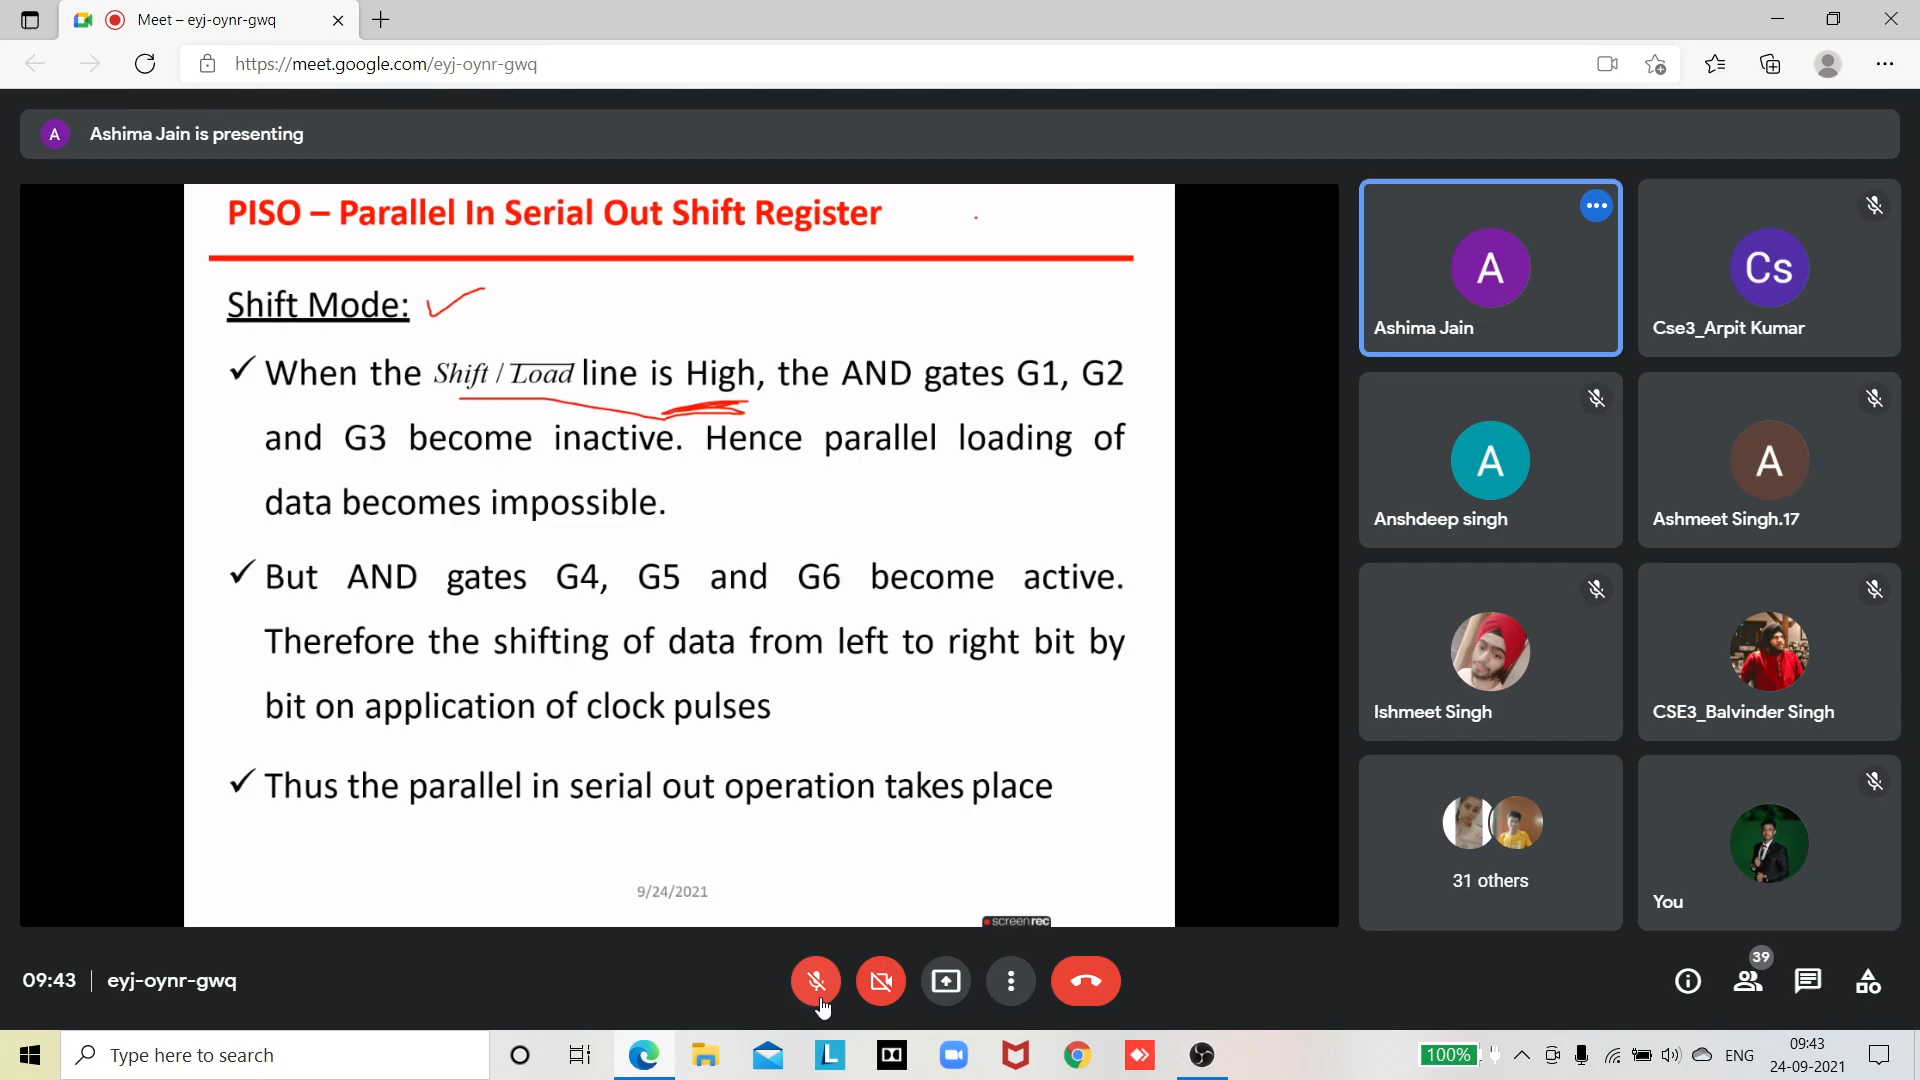 Meet – eyj-oynr-gwq
https://meet.google.com/eyj-oynr-gwq
A Ashima Jain is presenting
PISO – Parallel In Serial Out Shift Register
Shift Mode:
✓ When the Shift / Load line is High, the AND gates G1, G2
and G3 become inactive. Hence parallel loading of
data becomes impossible.
✓ But AND gates G4, G5 and G6 become active.
Therefore the shifting of data from left to right bit by
bit on application of clock pulses
✓ Thus the parallel in serial out operation takes place
9/24/2021
screenrec
A
Ashima Jain
Cs
Cse3_Arpit Kumar
A
Anshdeep singh
A
Ashmeet Singh.17
Ishmeet Singh
CSE3_Balvinder Singh
31 others
You
09:43 | eyj-oynr-gwq
39
Type here to search
L
100%
ENG
09:43
24-09-2021